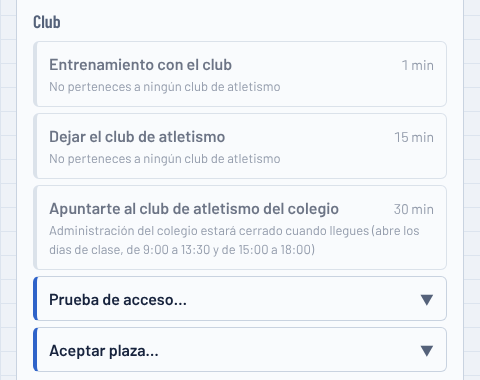 Club
Entrenamiento con el club 1 min
No perteneces a ningún club de atletismo
Dejar el club de atletismo 15 min
No perteneces a ningún club de atletismo
Apuntarte al club de atletismo del colegio 30 min
Administración del colegio estará cerrado cuando llegues (abre los
días de clase, de 9:00 a 13:30 y de 15:00 a 18:00)
Prueba de acceso... ▼
Aceptar plaza... ▼